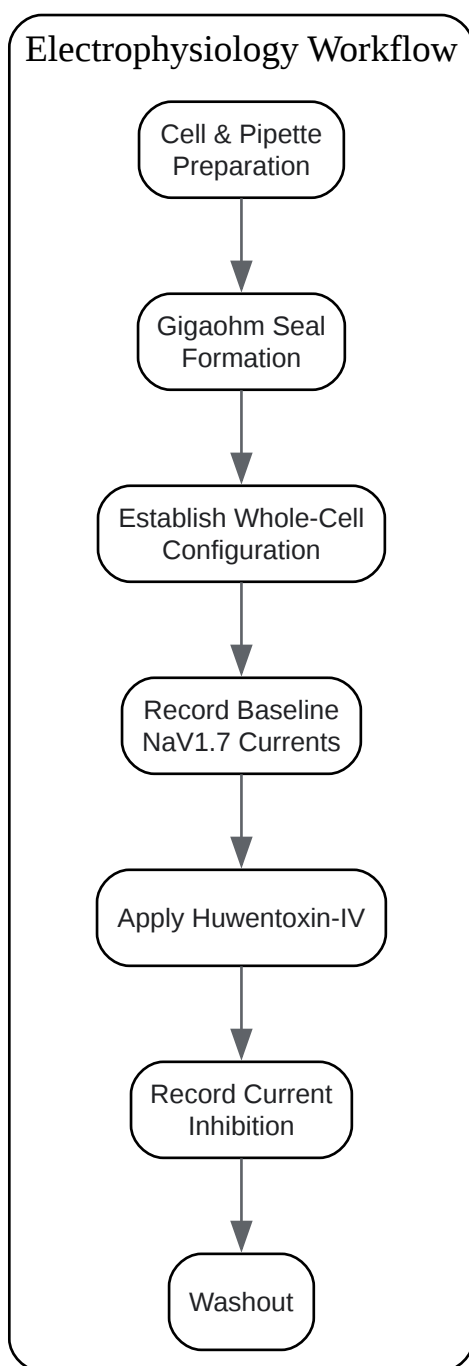 Electrophysiology Workflow
Cell & Pipette
Preparation
Gigaohm Seal
Formation
Establish Whole-Cell
Configuration
Record Baseline
NaV1.7 Currents
Apply Huwentoxin-IV
Record Current
Inhibition
Washout